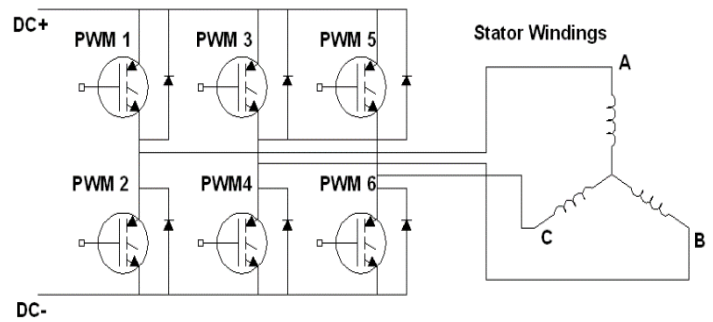 DC+
PWM 1
PWM 3
PWM 5
Stator Windings
A
PWM 2
PWM4
PWM 6
C
B
DC-